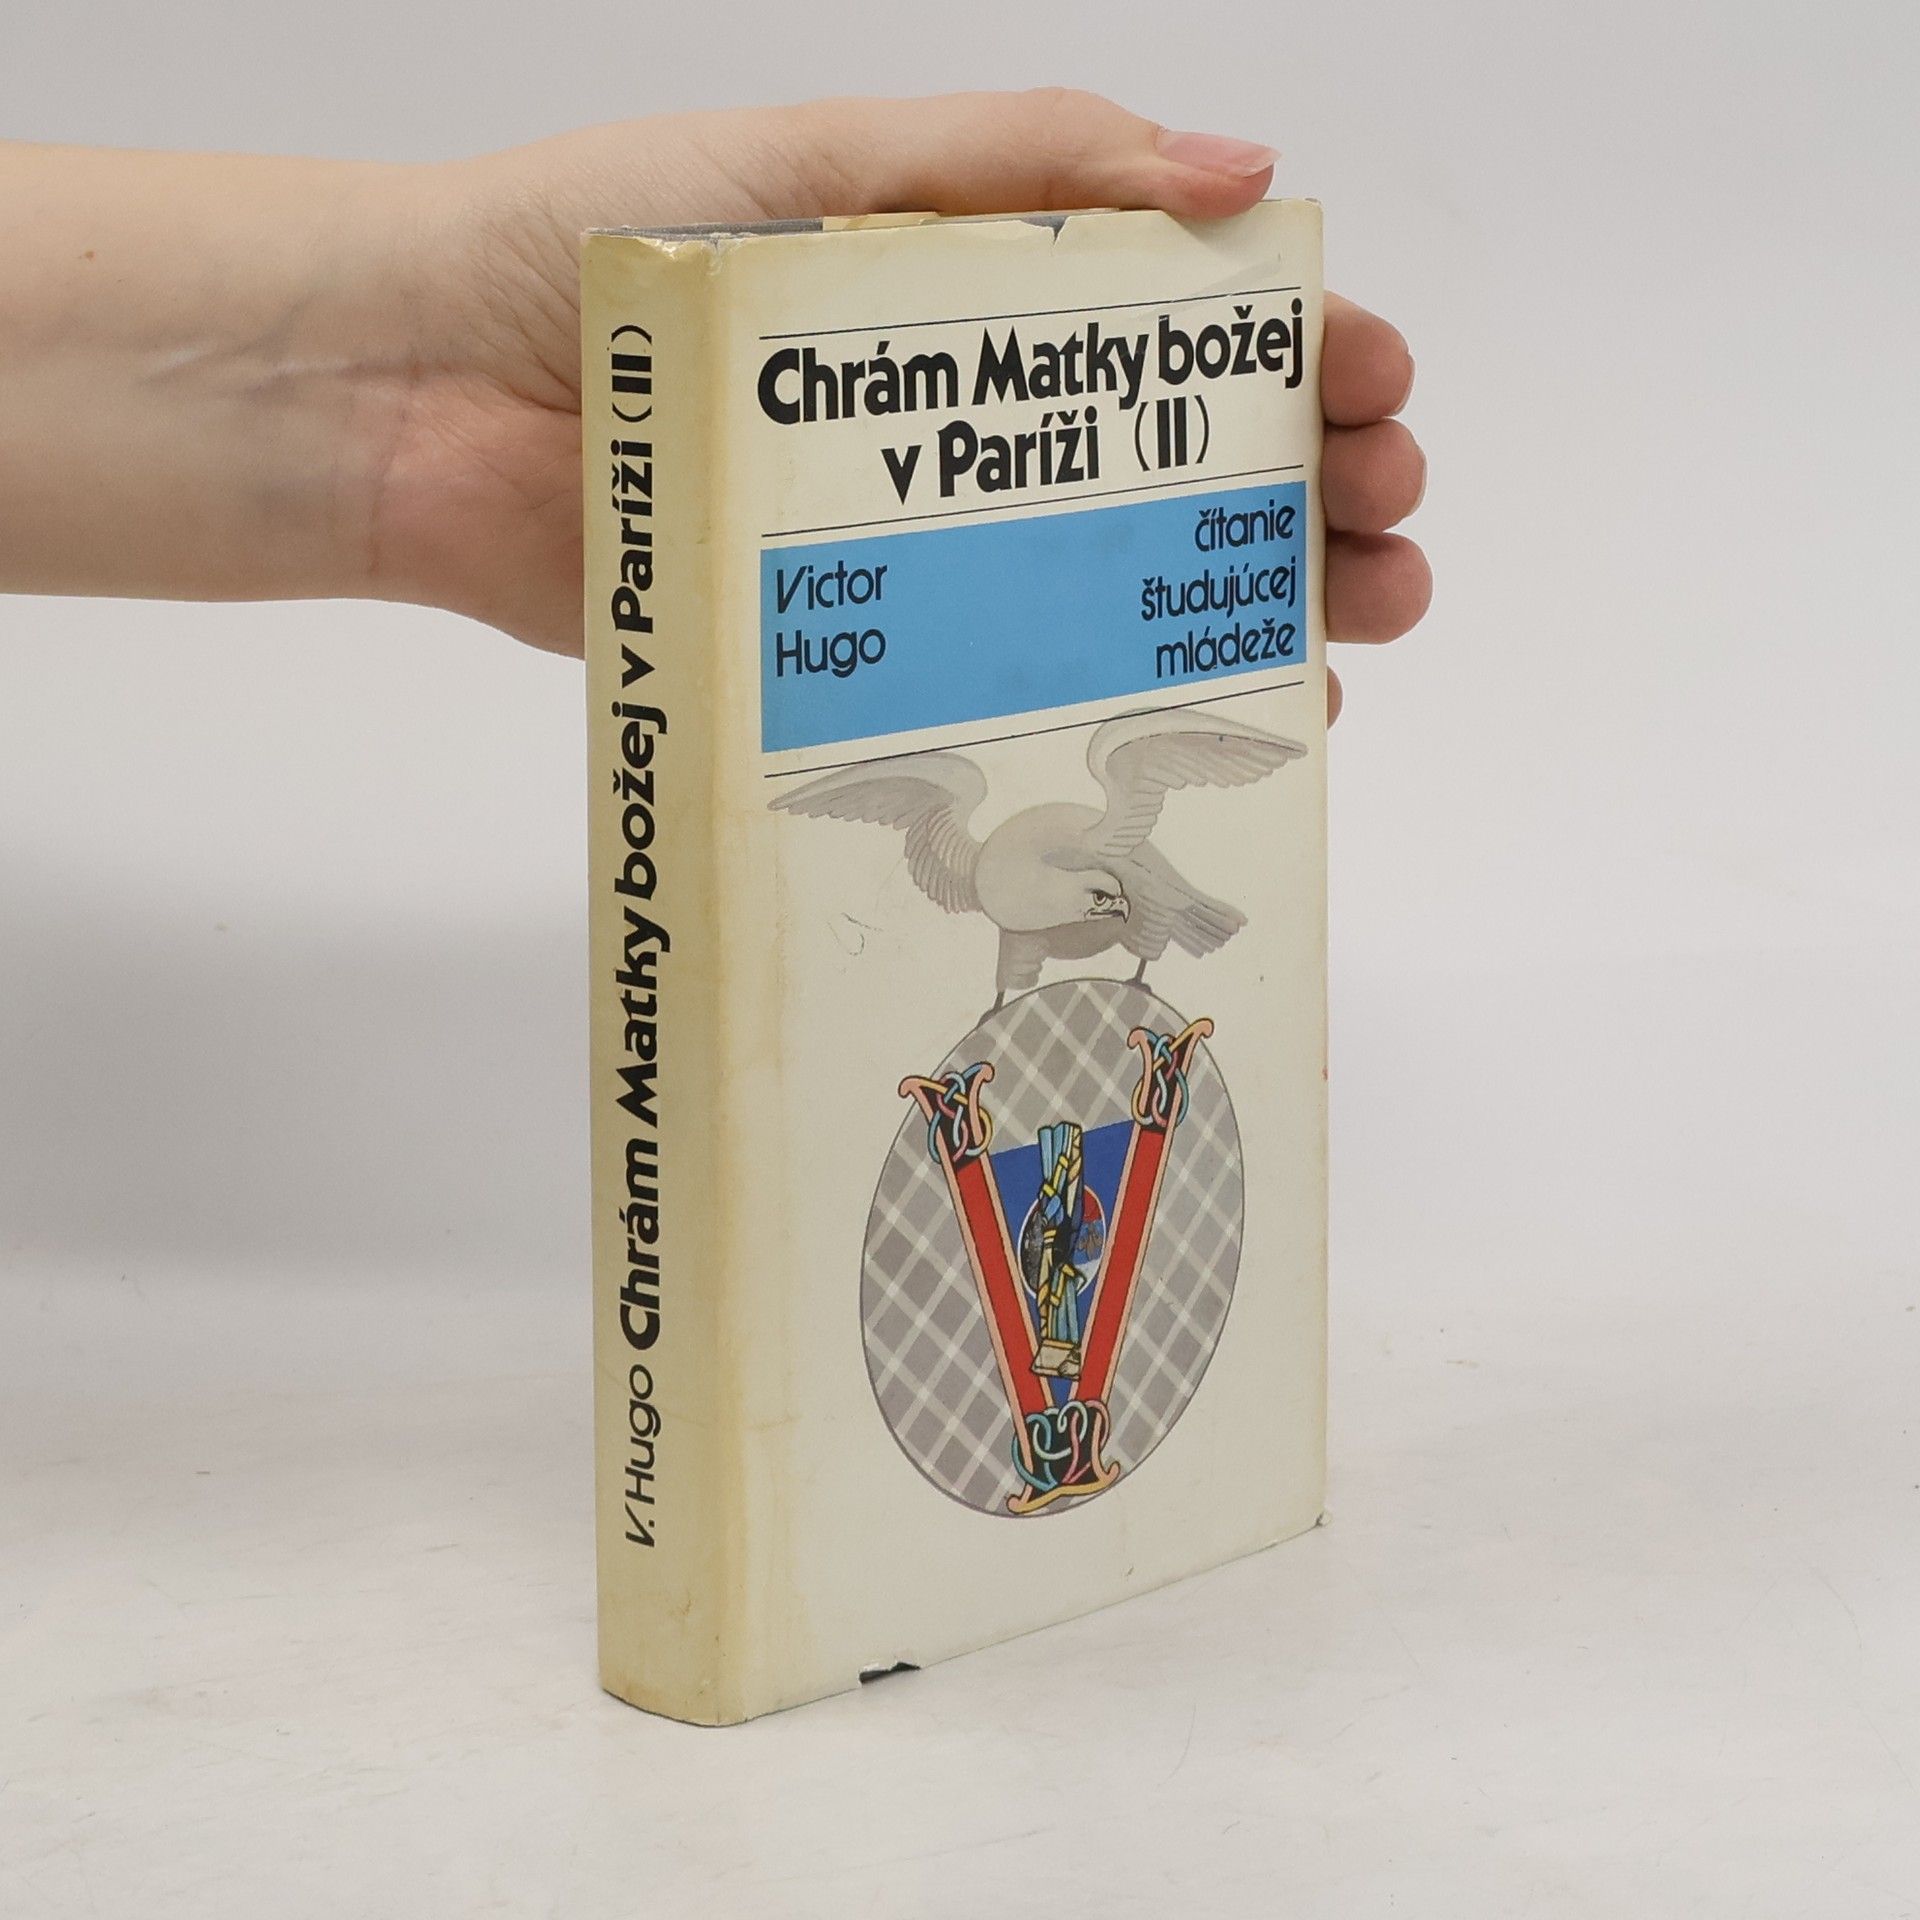 Chrám Matky božej
v Paríži (II)
Victor
Hugo
čítanie
študujúcej
mládeže
V. Hugo Chrám Matky božej v Paríži (II)